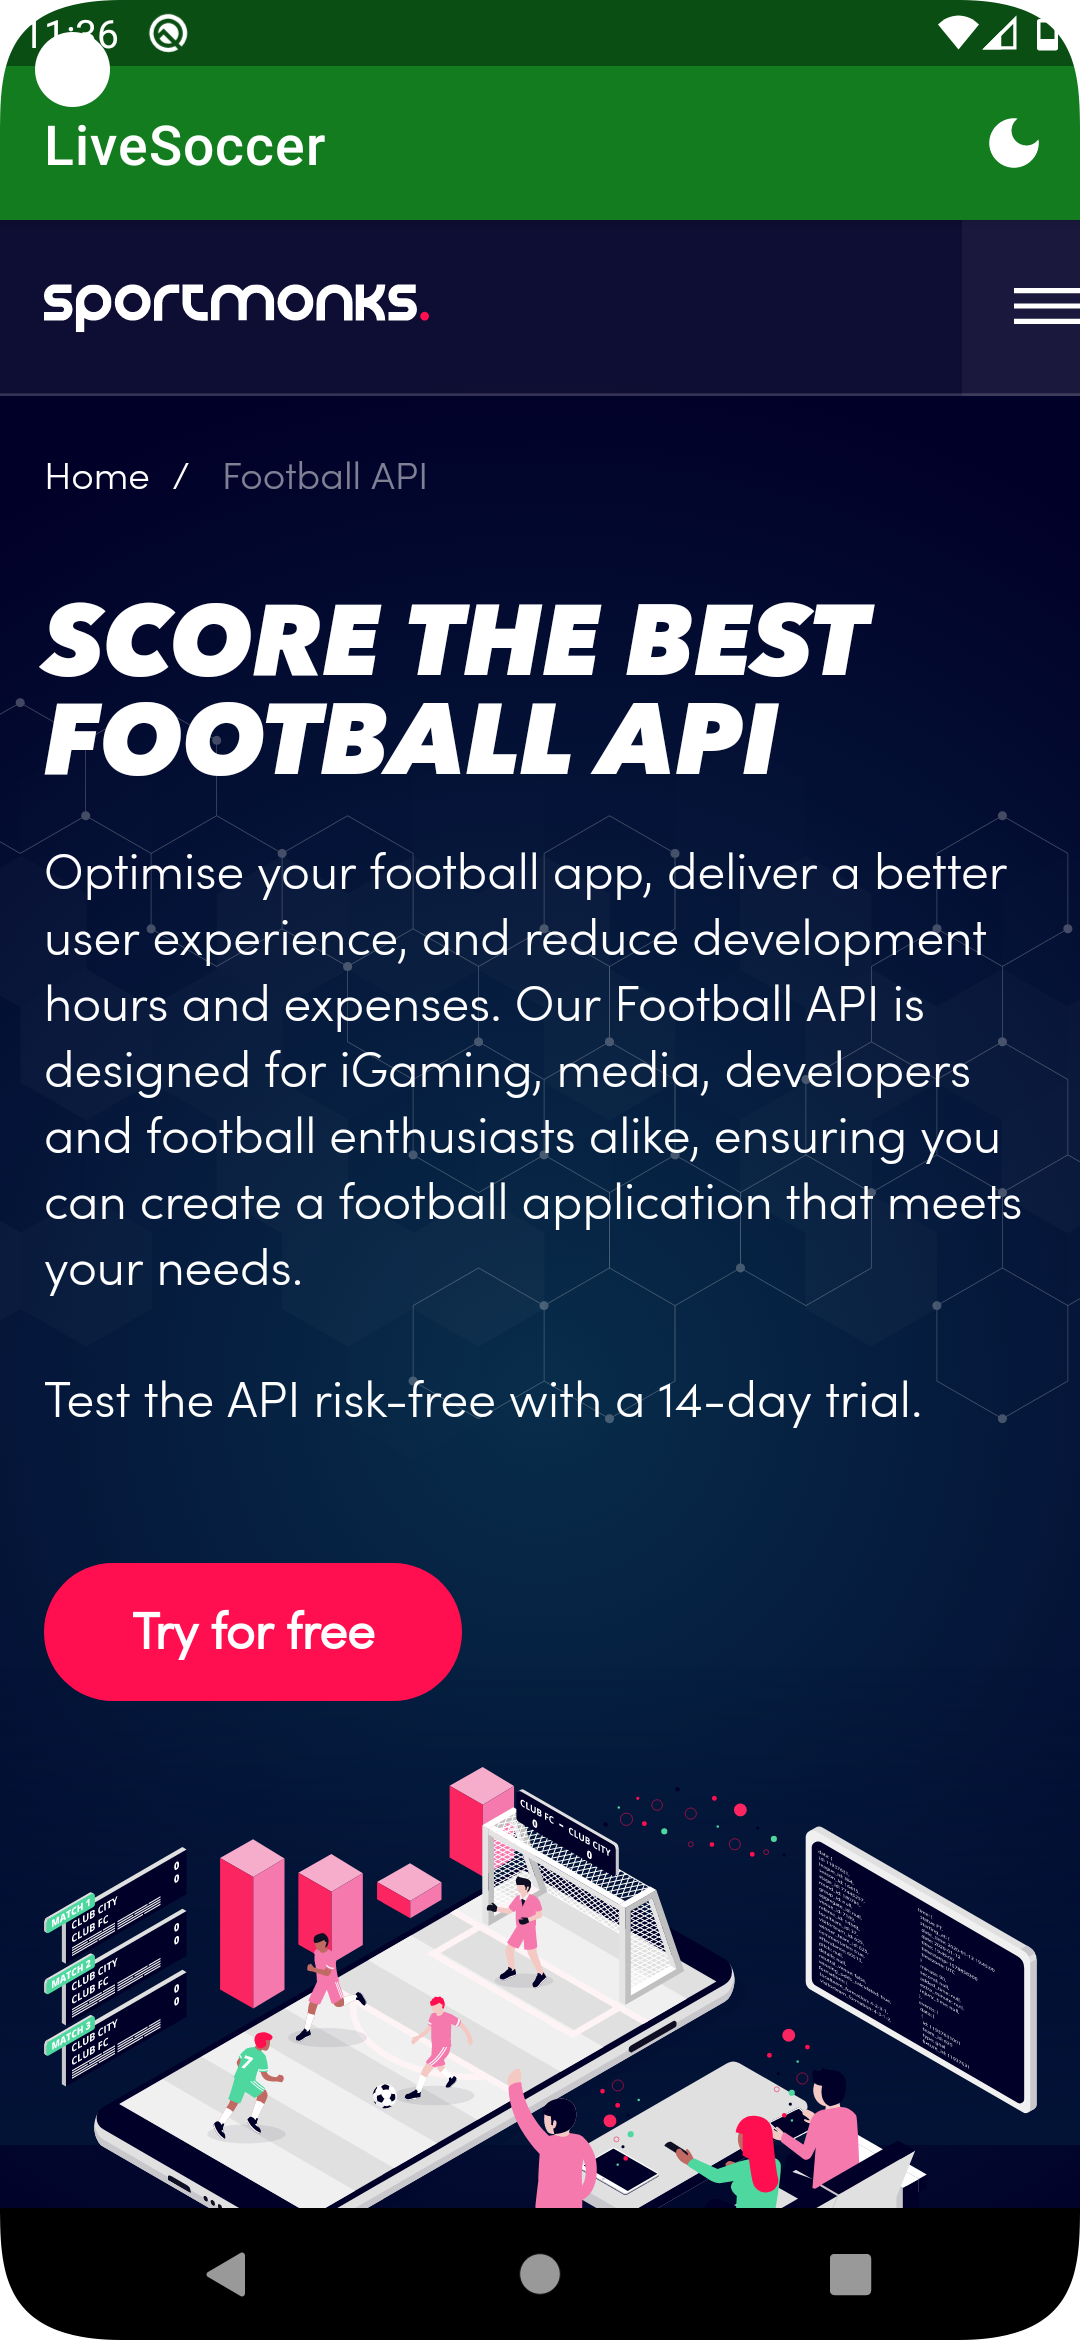 LiveSoccer
sportmonks.
Home / Football API
SCORE THE BEST
FOOTBALL API
Optimise your football app, deliver a better
user experience, and reduce development
hours and expenses. Our Football API is
designed for iGaming, media, developers
and football enthusiasts alike, ensuring you
can create a football application that meets
your needs.
Test the API risk-free with a 14-day trial.
Try for free
CLUB FC - CLUB CITY
0 0
MATCH 1
CLUB CITY 0
CLUB FC 0
MATCH 2
CLUB CITY 0
CLUB FC 0
MATCH 3
CLUB CITY 0
CLUB FC 0
7